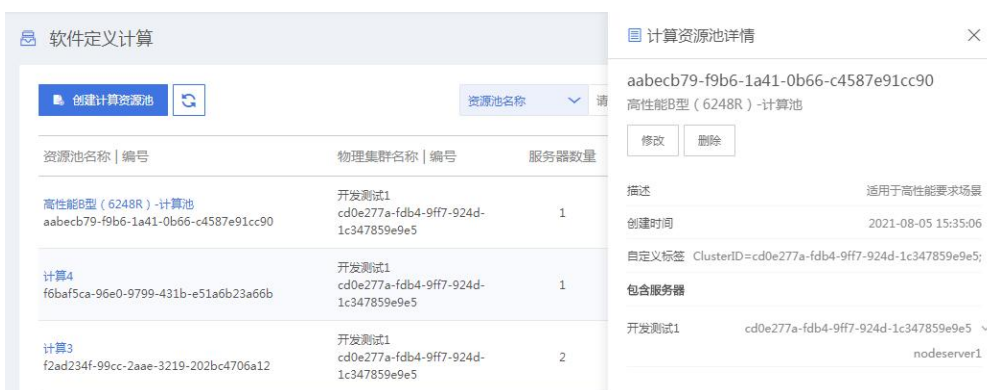 软件定义计算
创建计算资源池
资源池名称 请
资源池名称 | 编号 物理集群名称 | 编号 服务器数量
高性能B型（6248R）-计算池
aabecb79-f9b6-1a41-0b66-c4587e91cc90
开发测试1
cd0e277a-fdb4-9ff7-924d-
1c347859e9e5
1
计算4
f6baf5ca-96e0-9799-431b-e51a6b23a66b
开发测试1
cd0e277a-fdb4-9ff7-924d-
1c347859e9e5
1
计算3
f2ad234f-99cc-2aae-3219-202bc4706a12
开发测试1
cd0e277a-fdb4-9ff7-924d-
1c347859e9e5
2
计算资源池详情
aabecb79-f9b6-1a41-0b66-c4587e91cc90
高性能B型（6248R）-计算池
修改 删除
描述 适用于高性能要求场景
创建时间 2021-08-05 15:35:06
自定义标签 ClusterID=cd0e277a-fdb4-9ff7-924d-1c347859e9e5;
包含服务器
开发测试1 cd0e277a-fdb4-9ff7-924d-1c347859e9e5
nodeserver1